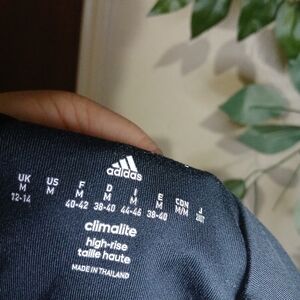 adidas
UK US F D I E CDN J
M M M M M M M/M
12-14 40-42 38-40 44-46 38-40
climalite
high-rise
taille haute
MADE IN THAILAND